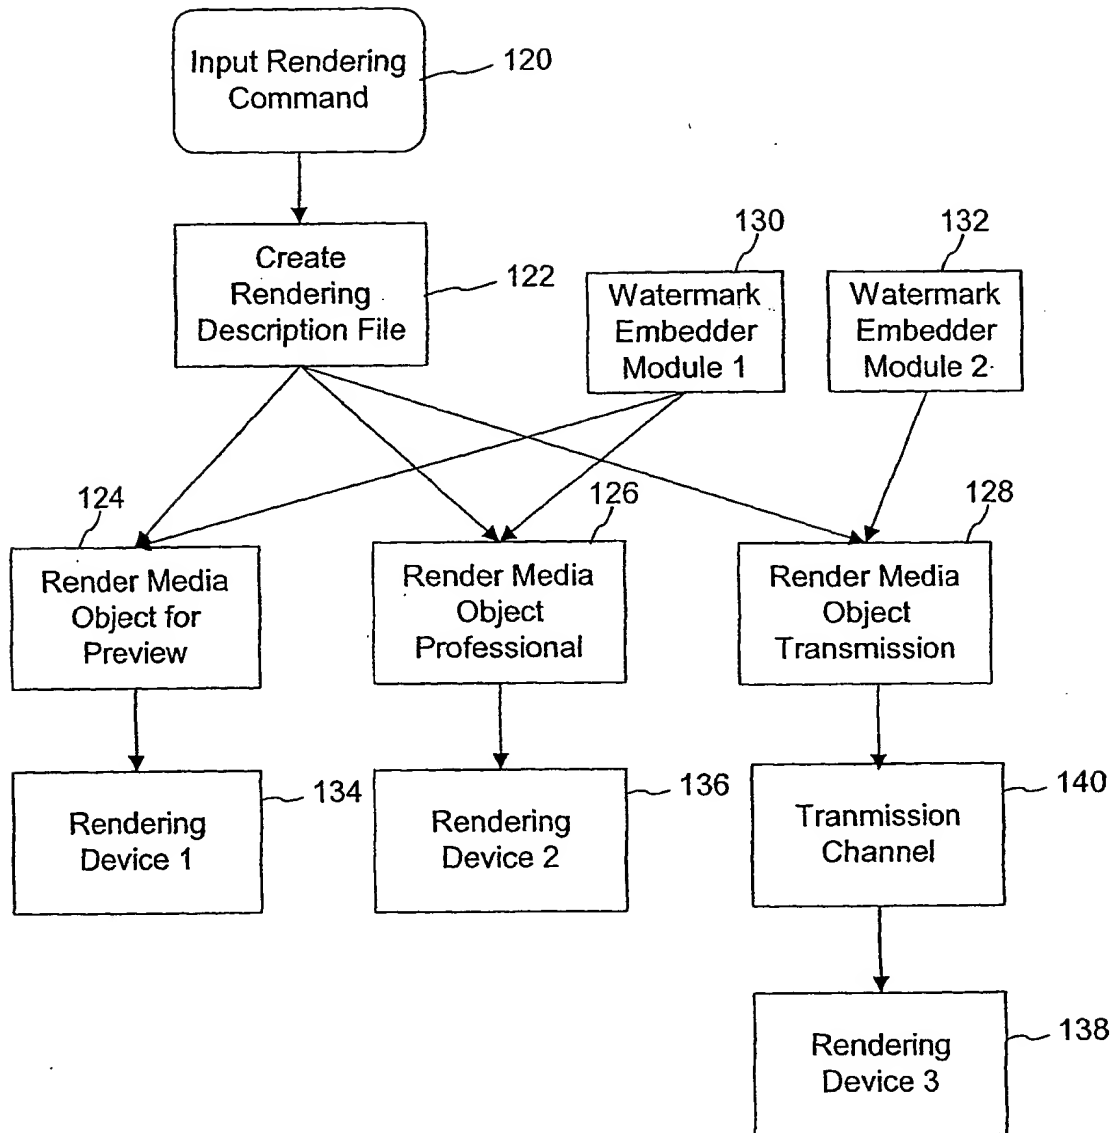 Input Rendering
Command
120
Create
Rendering
Description File
122
130
Watermark
Embedder
Module 1
132
Watermark
Embedder
Module 2
124
Render Media
Object for
Preview
126
Render Media
Object
Professional
128
Render Media
Object
Transmission
Rendering
Device 1
134
Rendering
Device 2
136
Tranmission
Channel
140
Rendering
Device 3
138